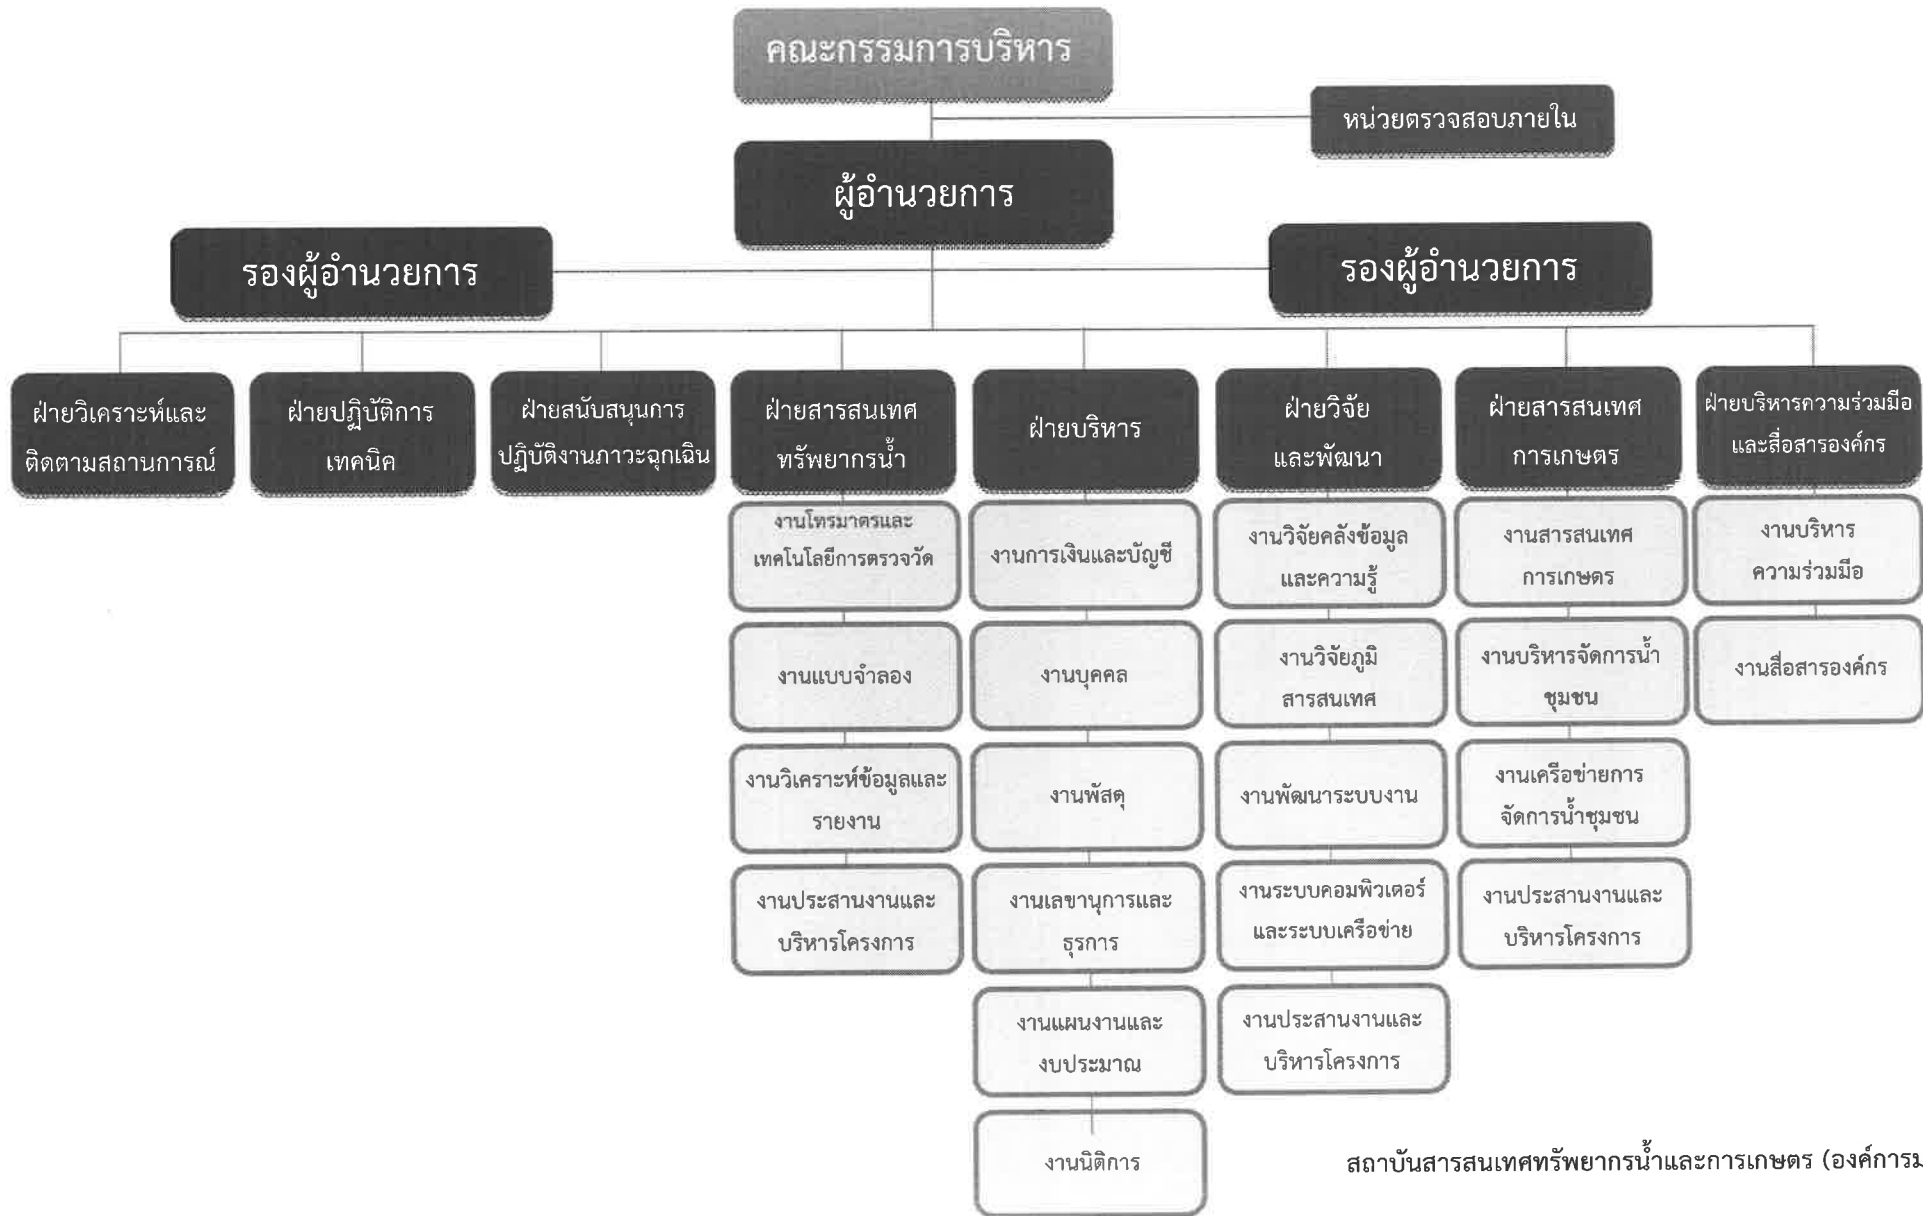 คณะกรรมการบริหาร
หน่วยตรวจสอบภายใน
ผู้อำนวยการ
รองผู้อำนวยการ
รองผู้อำนวยการ
ฝ่ายวิเคราะห์และ
ติดตามสถานการณ์
ฝ่ายปฏิบัติการ
เทคนิค
ฝ่ายสนับสนุนการ
ปฏิบัติงานภาวะฉุกเฉิน
ฝ่ายสารสนเทศ
ทรัพยากรน้ำ
ฝ่ายบริหาร
ฝ่ายวิจัย
และพัฒนา
ฝ่ายสารสนเทศ
การเกษตร
ฝ่ายบริหารความร่วมมือ
และสื่อสารองค์กร
งานโทรมาตรและ
เทคโนโลยีการตรวจวัด
งานแบบจำลอง
งานวิเคราะห์ข้อมูลและ
รายงาน
งานประสานงานและ
บริหารโครงการ
งานการเงินและบัญชี
งานบุคคล
งานพัสดุ
งานเลขานุการและ
ธุรการ
งานแผนงานและ
งบประมาณ
งานนิติการ
งานวิจัยคลังข้อมูล
และความรู้
งานวิจัยภูมิ
สารสนเทศ
งานพัฒนาระบบงาน
งานระบบคอมพิวเตอร์
และระบบเครือข่าย
งานประสานงานและ
บริหารโครงการ
งานสารสนเทศ
การเกษตร
งานบริหารจัดการน้ำ
ชุมชน
งานเครือข่ายการ
จัดการน้ำชุมชน
งานประสานงานและ
บริหารโครงการ
งานบริหาร
ความร่วมมือ
งานสื่อสารองค์กร
สถาบันสารสนเทศทรัพยากรน้ำและการเกษตร (องค์การม